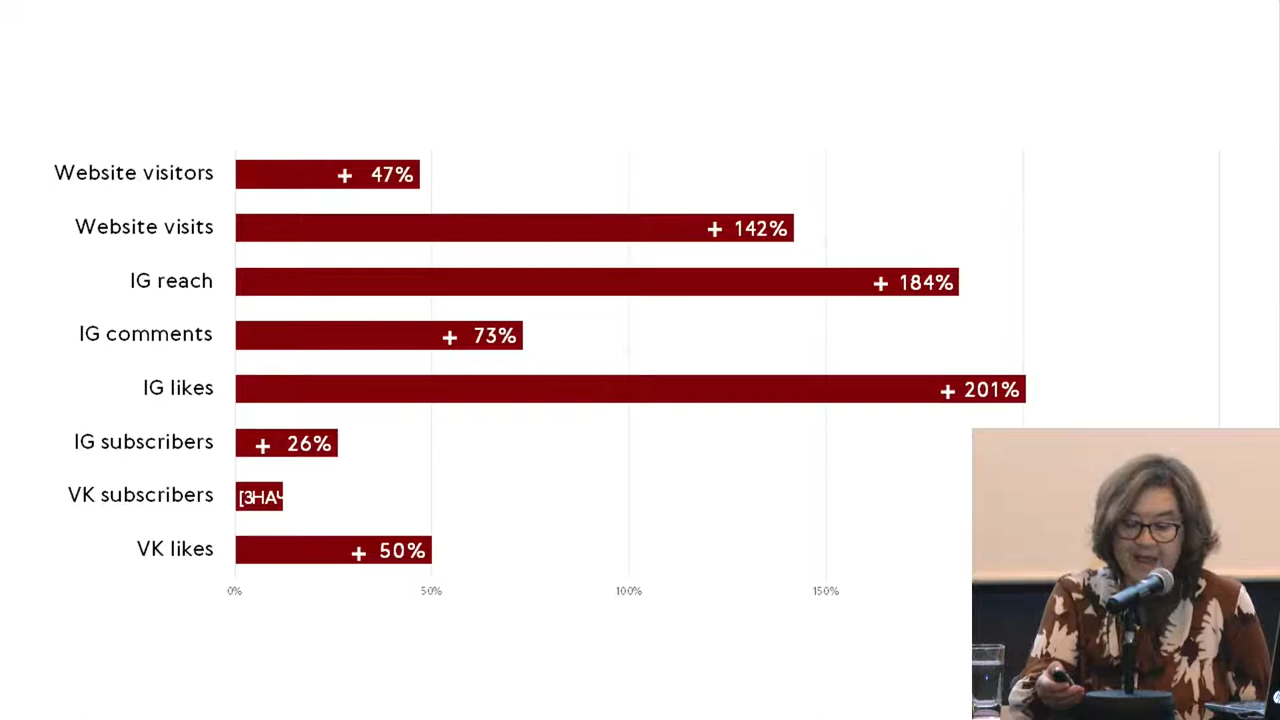 Website visitors + 47%
Website visits + 142%
IG reach + 184%
IG comments + 73%
IG likes + 201%
IG subscribers + 26%
VK subscribers [ЗНАЧ
VK likes + 50%
0% 50% 100% 150%